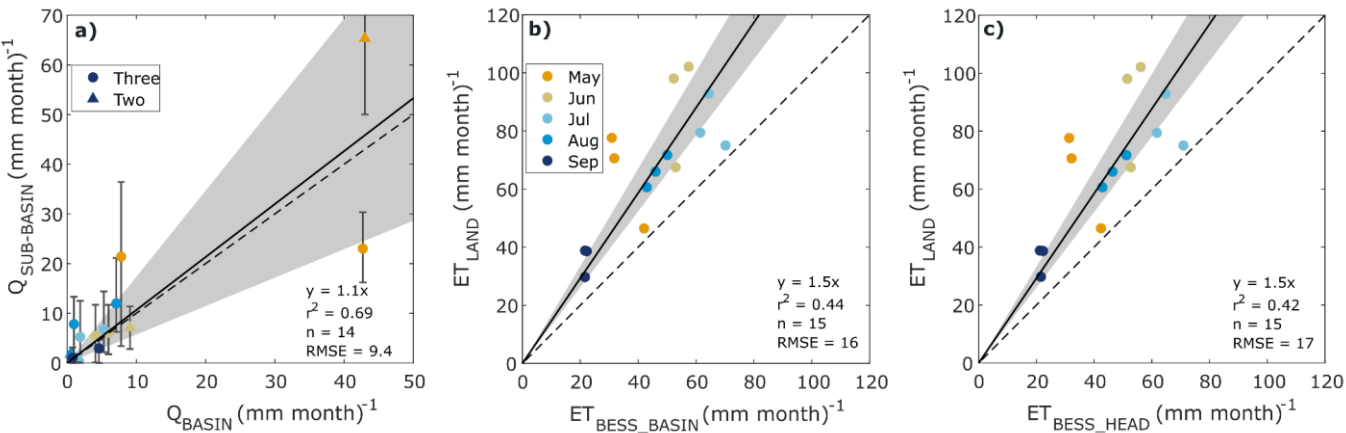 a)
Three
Two
Q_SUB-BASIN (mm month)^-1
70
60
50
40
30
20
10
0
y = 1.1x
r^2 = 0.69
n = 14
RMSE = 9.4
0 10 20 30 40 50
Q_BASIN (mm month)^-1
b)
May
Jun
Jul
Aug
Sep
ET_LAND (mm month)^-1
120
100
80
60
40
20
0
y = 1.5x
r^2 = 0.44
n = 15
RMSE = 16
0 20 40 60 80 100 120
ET_BESS_BASIN (mm month)^-1
c)
ET_LAND (mm month)^-1
120
100
80
60
40
20
0
y = 1.5x
r^2 = 0.42
n = 15
RMSE = 17
0 20 40 60 80 100 120
ET_BESS_HEAD (mm month)^-1